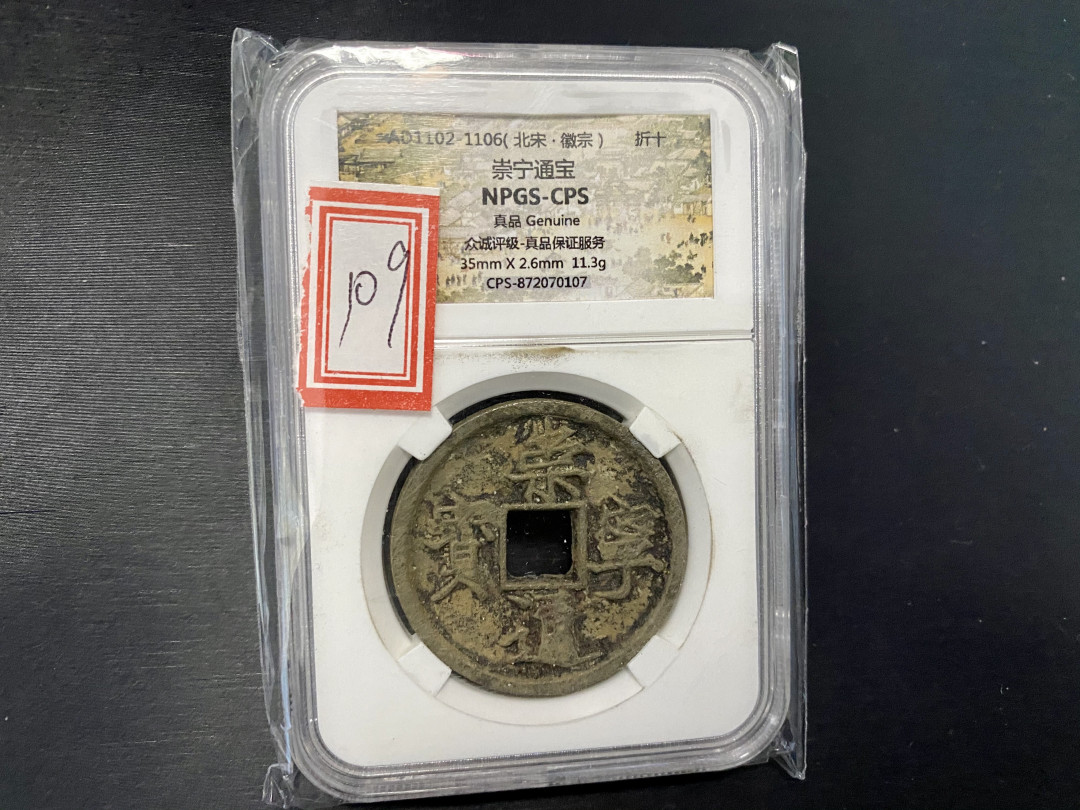 AD1102-1106(北宋·徽宗) 折十
崇宁通宝
NPGS-CPS
真品 Genuine
众诚评级-真品保证服务
35mm X 2.6mm 11.3g
CPS-872070107
109
崇寧通寶